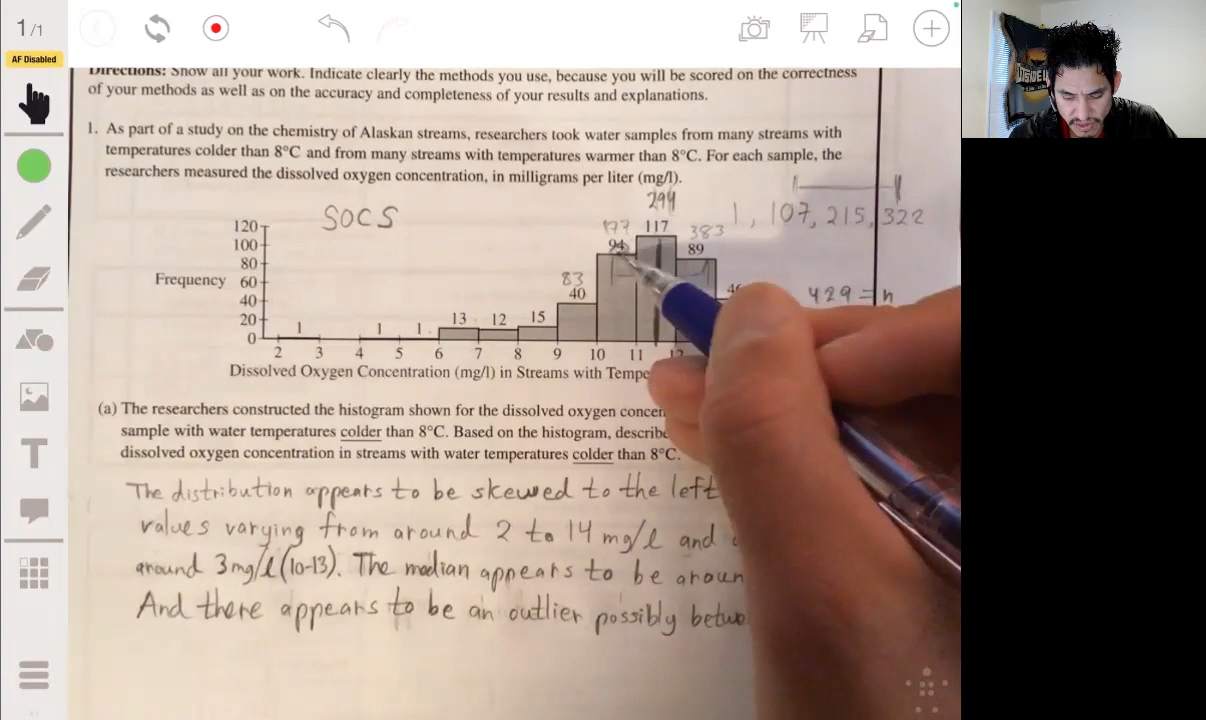 1/1
AF Disabled
Directions: Show all your work. Indicate clearly the methods you use, because you will be scored on the correctness
of your methods as well as on the accuracy and completeness of your results and explanations.
1. As part of a study on the chemistry of Alaskan streams, researchers took water samples from many streams with
temperatures colder than 8°C and from many streams with temperatures warmer than 8°C. For each sample, the
researchers measured the dissolved oxygen concentration, in milligrams per liter (mg/l).
294
SOCS
177 117 383
1, 107, 215, 322
120
100 94 89
80
Frequency 60 83
40 40
429 = n
20 1 1 1 13 12 15
0
2 3 4 5 6 7 8 9 10 11 12
Dissolved Oxygen Concentration (mg/l) in Streams with
(a) The researchers constructed the histogram shown for the dissolved oxygen
sample with water temperatures colder than 8°C. Based on the histogram,
dissolved oxygen concentration in streams with water temperatures colder than 8°C.
The distribution appears to be skewed to the left
values varying from around 2 to 14 mg/l and
around 3mg/l (10-13). The median appears to be
And there appears to be an outlier possibly
T